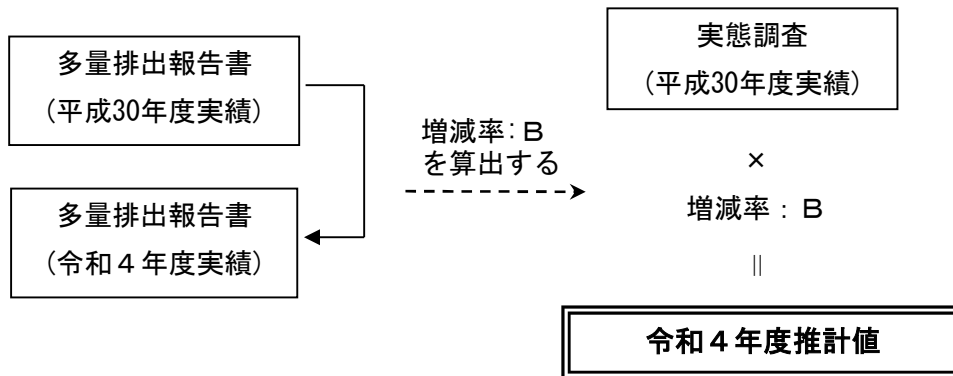 多量排出報告書
(平成30年度実績)
多量排出報告書
(令和４年度実績)
増減率：Ｂ
を算出する
実態調査
(平成30年度実績)
×
増減率：Ｂ
॥
令和４年度推計値